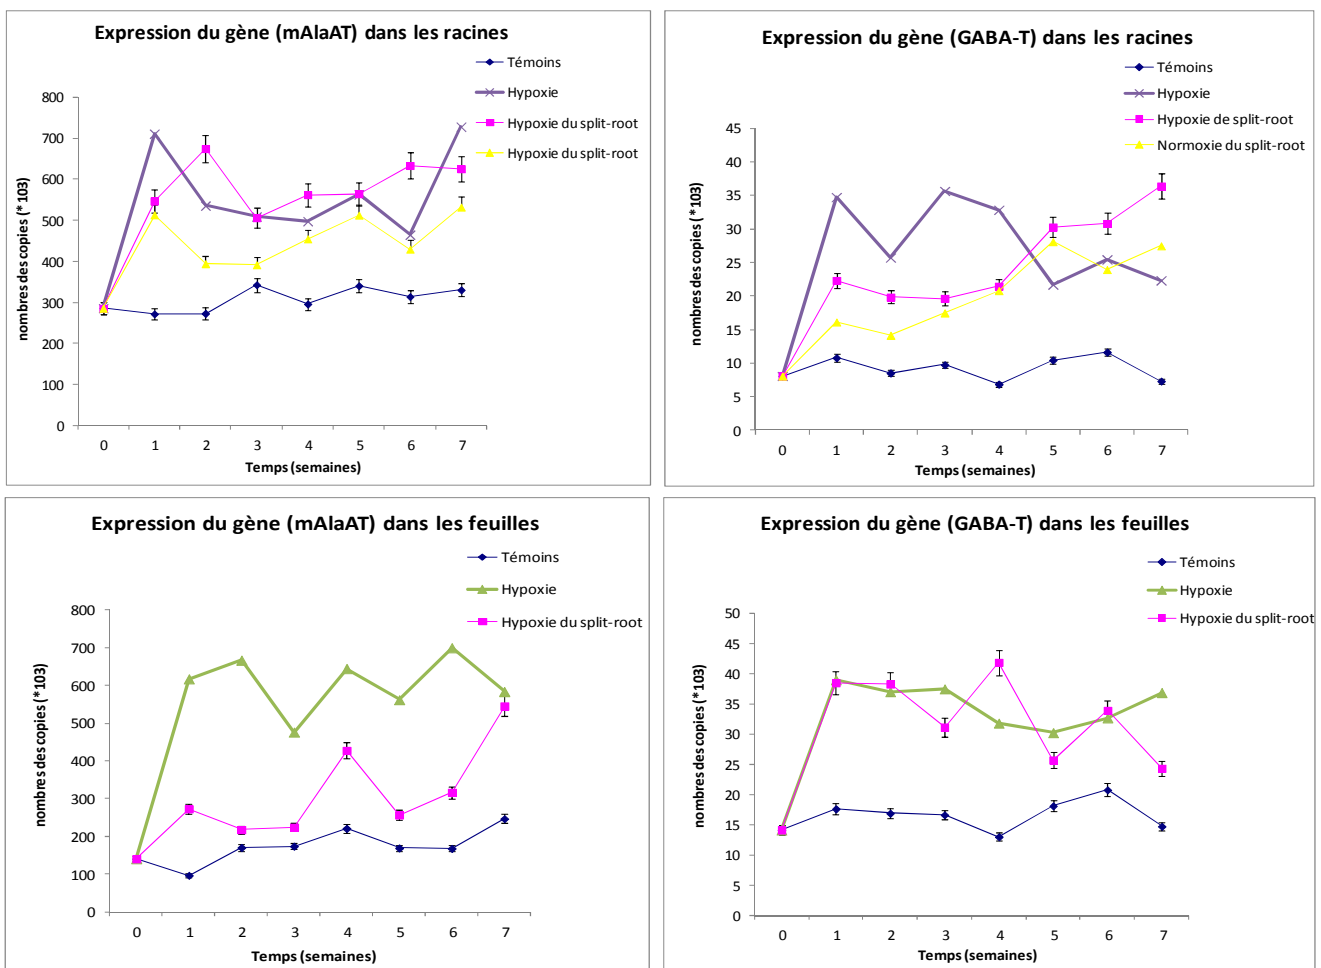 Expression du gène (mAlaAT) dans les racines
Témoins
Hypoxie
Hypoxie du split-root
Hypoxie du split-root
nombres des copies (*103)
800
700
600
500
400
300
200
100
0
0 1 2 3 4 5 6 7
Temps (semaines)
Expression du gène (GABA-T) dans les racines
Témoins
Hypoxie
Hypoxie de split-root
Normoxie du split-root
nombres des copies (*103)
45
40
35
30
25
20
15
10
5
0
0 1 2 3 4 5 6 7
Temps (semaines)
Expression du gène (mAlaAT) dans les feuilles
Témoins
Hypoxie
Hypoxie du split-root
nombres des copies (*103)
800
700
600
500
400
300
200
100
0
0 1 2 3 4 5 6 7
Temps (semaines)
Expression du gène (GABA-T) dans les feuilles
Témoins
Hypoxie
Hypoxie du split-root
nombres des copies (*103)
50
45
40
35
30
25
20
15
10
5
0
0 1 2 3 4 5 6 7
Temps (semaines)